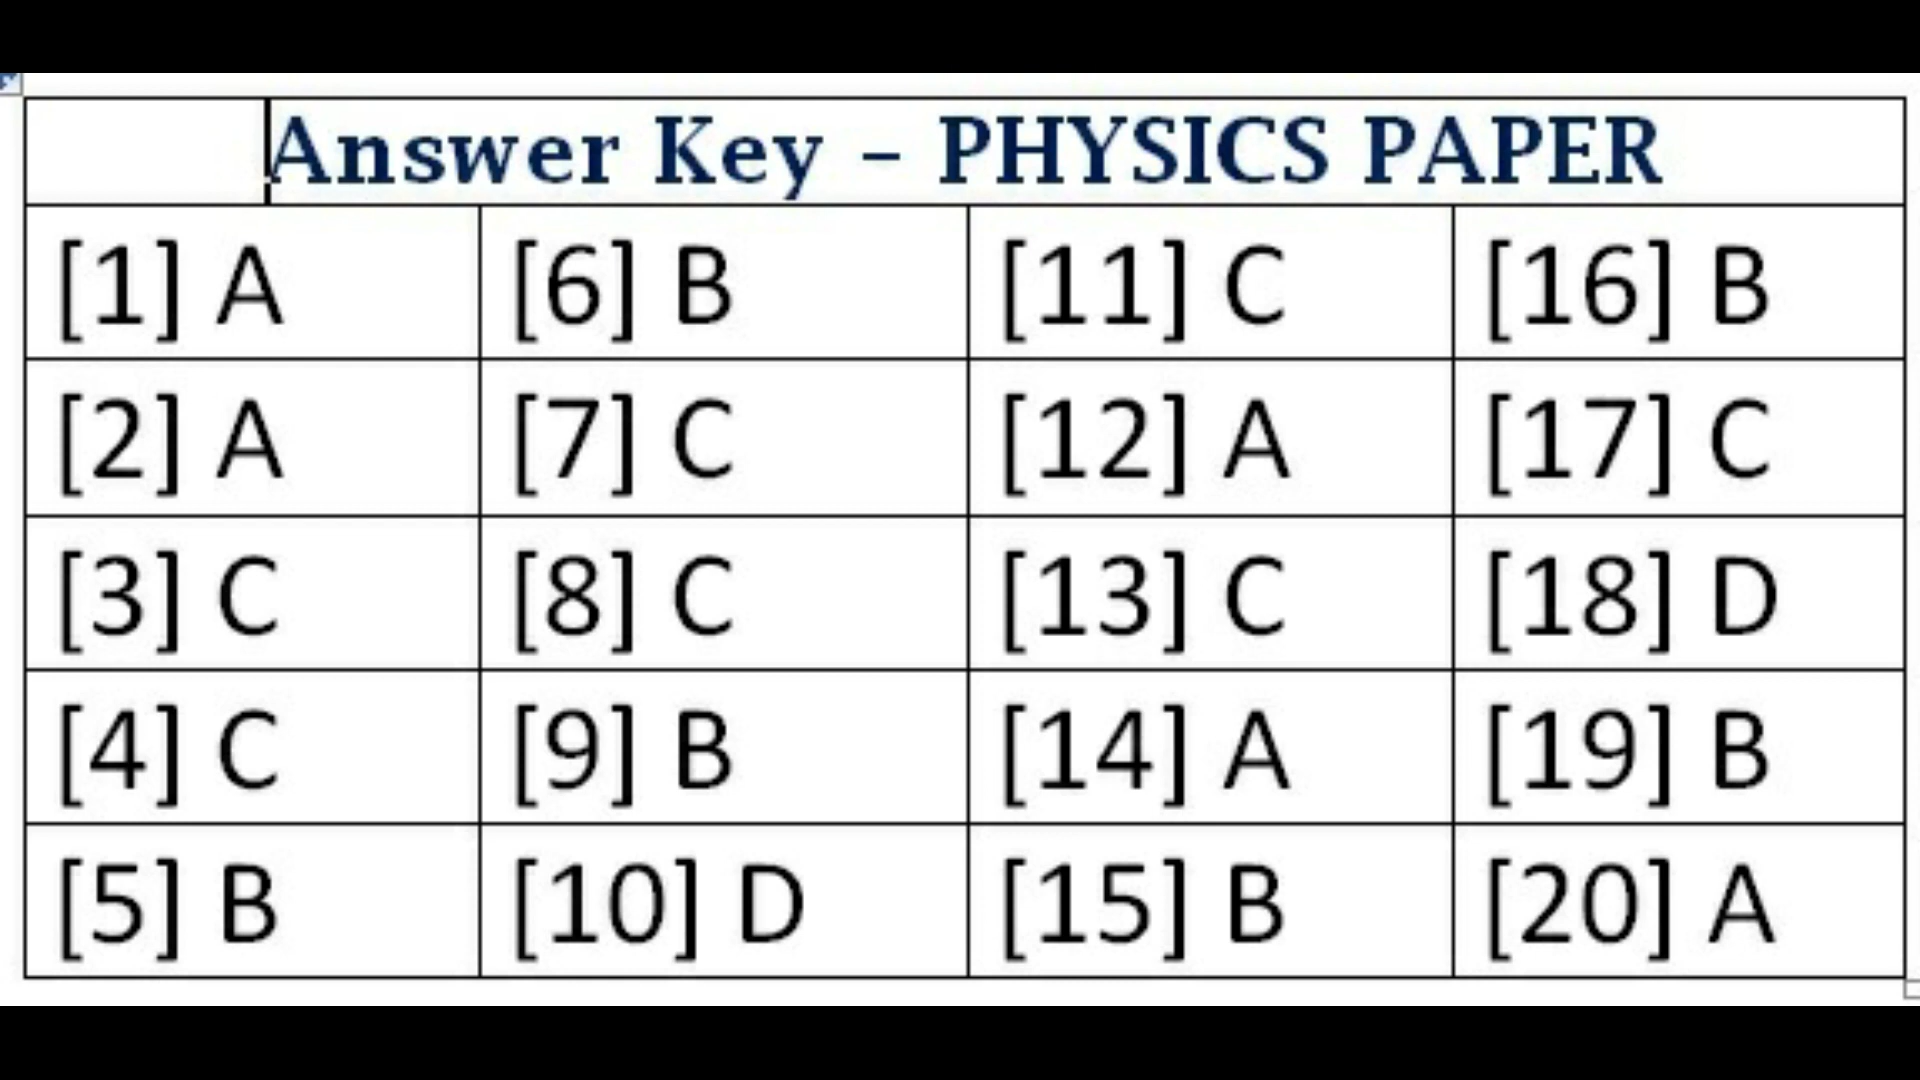 Answer Key – PHYSICS PAPER
[1] A [6] B [11] C [16] B
[2] A [7] C [12] A [17] C
[3] C [8] C [13] C [18] D
[4] C [9] B [14] A [19] B
[5] B [10] D [15] B [20] A